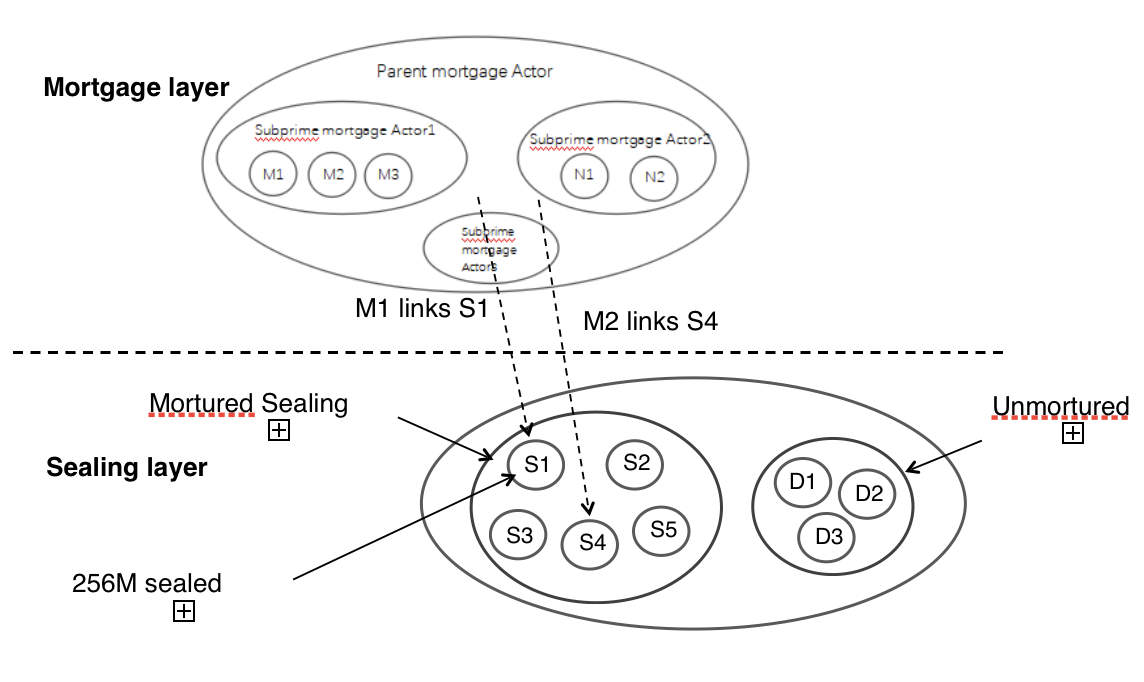 Parent mortgage Actor
Mortgage layer
Subprime mortgage Actor1
Subprime mortgage Actor2
M1
M2
M3
N1
N2
Subprime
mortgage
Actor3
M1 links S1
M2 links S4
Mortured Sealing
Unmortured
Sealing layer
S1
S2
D1
D2
S3
S4
S5
D3
256M sealed